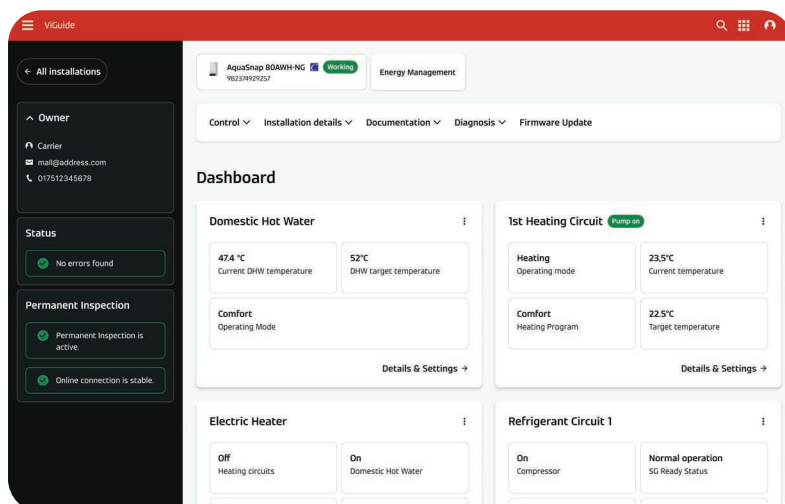 ViGuide
← All installations
Owner
Carrier
mail@address.com
017512345678
Status
No errors found
Permanent Inspection
Permanent Inspection is
active.
Online connection is stable.
AquaSnap 80AWH-NG Working
9B2374929257
Energy Management
Control Installation details Documentation Diagnosis Firmware Update
Dashboard
Domestic Hot Water
47.4 °C
Current DHW temperature
52°C
DHW target temperature
Comfort
Operating Mode
Details & Settings →
1st Heating Circuit Pump on
Heating
Operating mode
23,5°C
Current temperature
Comfort
Heating Program
22.5°C
Target temperature
Details & Settings →
Electric Heater
Off
Heating circuits
On
Domestic Hot Water
Refrigerant Circuit 1
On
Compressor
Normal operation
SG Ready Status